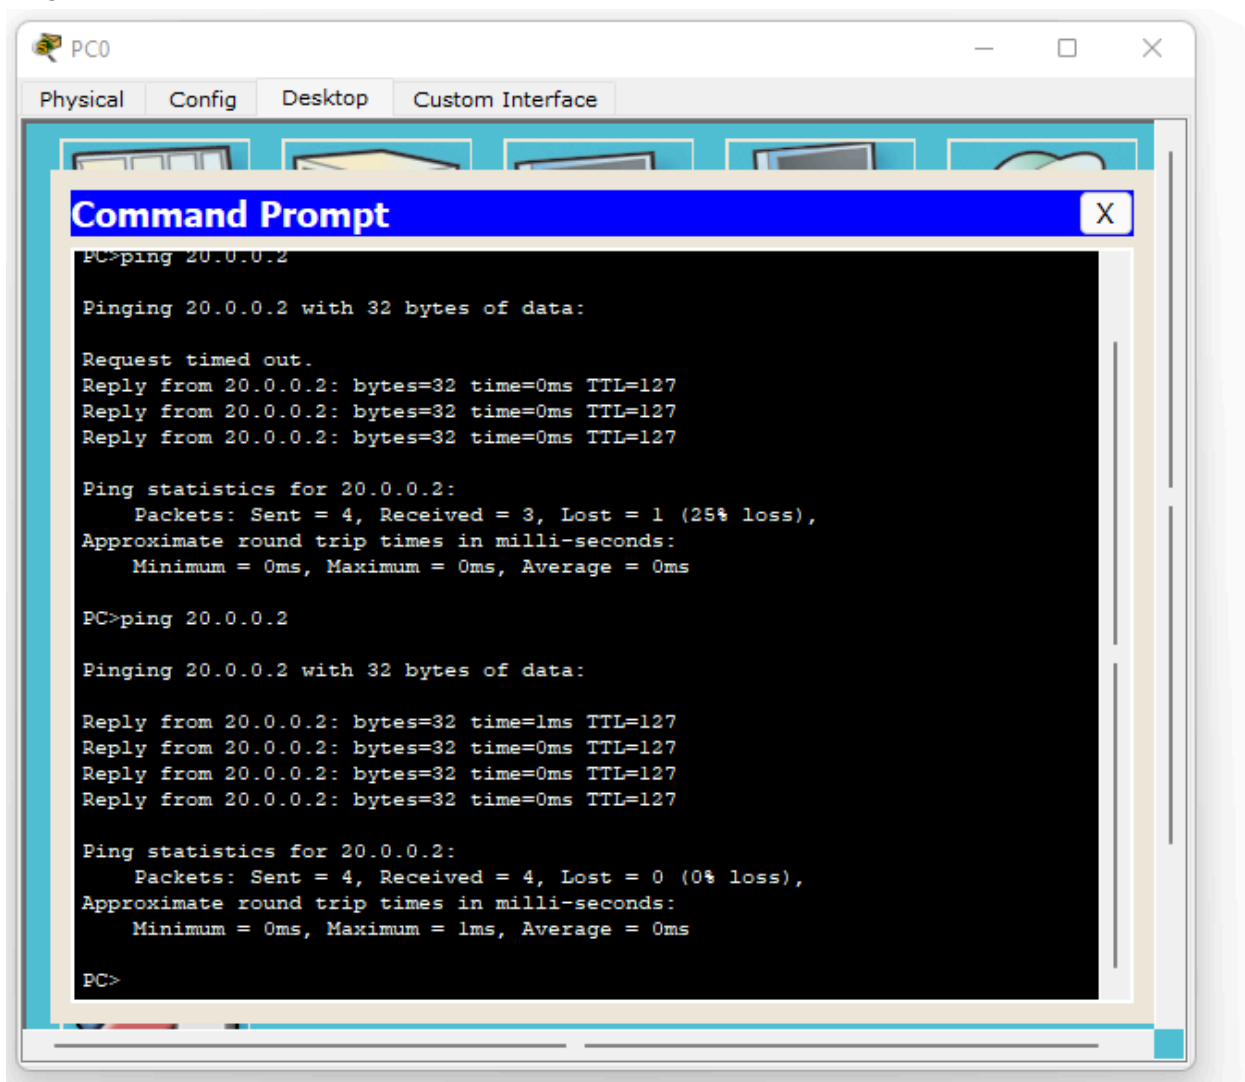 PC0
Physical Config Desktop Custom Interface
Command Prompt X
PC>ping 20.0.0.2
Pinging 20.0.0.2 with 32 bytes of data:
Request timed out.
Reply from 20.0.0.2: bytes=32 time=0ms TTL=127
Reply from 20.0.0.2: bytes=32 time=0ms TTL=127
Reply from 20.0.0.2: bytes=32 time=0ms TTL=127
Ping statistics for 20.0.0.2:
Packets: Sent = 4, Received = 3, Lost = 1 (25% loss),
Approximate round trip times in milli-seconds:
Minimum = 0ms, Maximum = 0ms, Average = 0ms
PC>ping 20.0.0.2
Pinging 20.0.0.2 with 32 bytes of data:
Reply from 20.0.0.2: bytes=32 time=1ms TTL=127
Reply from 20.0.0.2: bytes=32 time=0ms TTL=127
Reply from 20.0.0.2: bytes=32 time=0ms TTL=127
Reply from 20.0.0.2: bytes=32 time=0ms TTL=127
Ping statistics for 20.0.0.2:
Packets: Sent = 4, Received = 4, Lost = 0 (0% loss),
Approximate round trip times in milli-seconds:
Minimum = 0ms, Maximum = 1ms, Average = 0ms
PC>